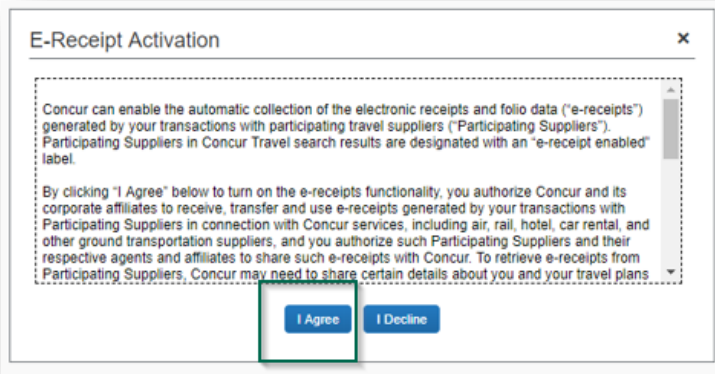 E-Receipt Activation
Concur can enable the automatic collection of the electronic receipts and folio data ("e-receipts")
generated by your transactions with participating travel suppliers ("Participating Suppliers").
Participating Suppliers in Concur Travel search results are designated with an "e-receipt enabled"
label.
By clicking "I Agree" below to turn on the e-receipts functionality, you authorize Concur and its
corporate affiliates to receive, transfer and use e-receipts generated by your transactions with
Participating Suppliers in connection with Concur services, including air, rail, hotel, car rental, and
other ground transportation suppliers, and you authorize such Participating Suppliers and their
respective agents and affiliates to share such e-receipts with Concur. To retrieve e-receipts from
Participating Suppliers, Concur may need to share certain details about you and your travel plans
I Agree I Decline